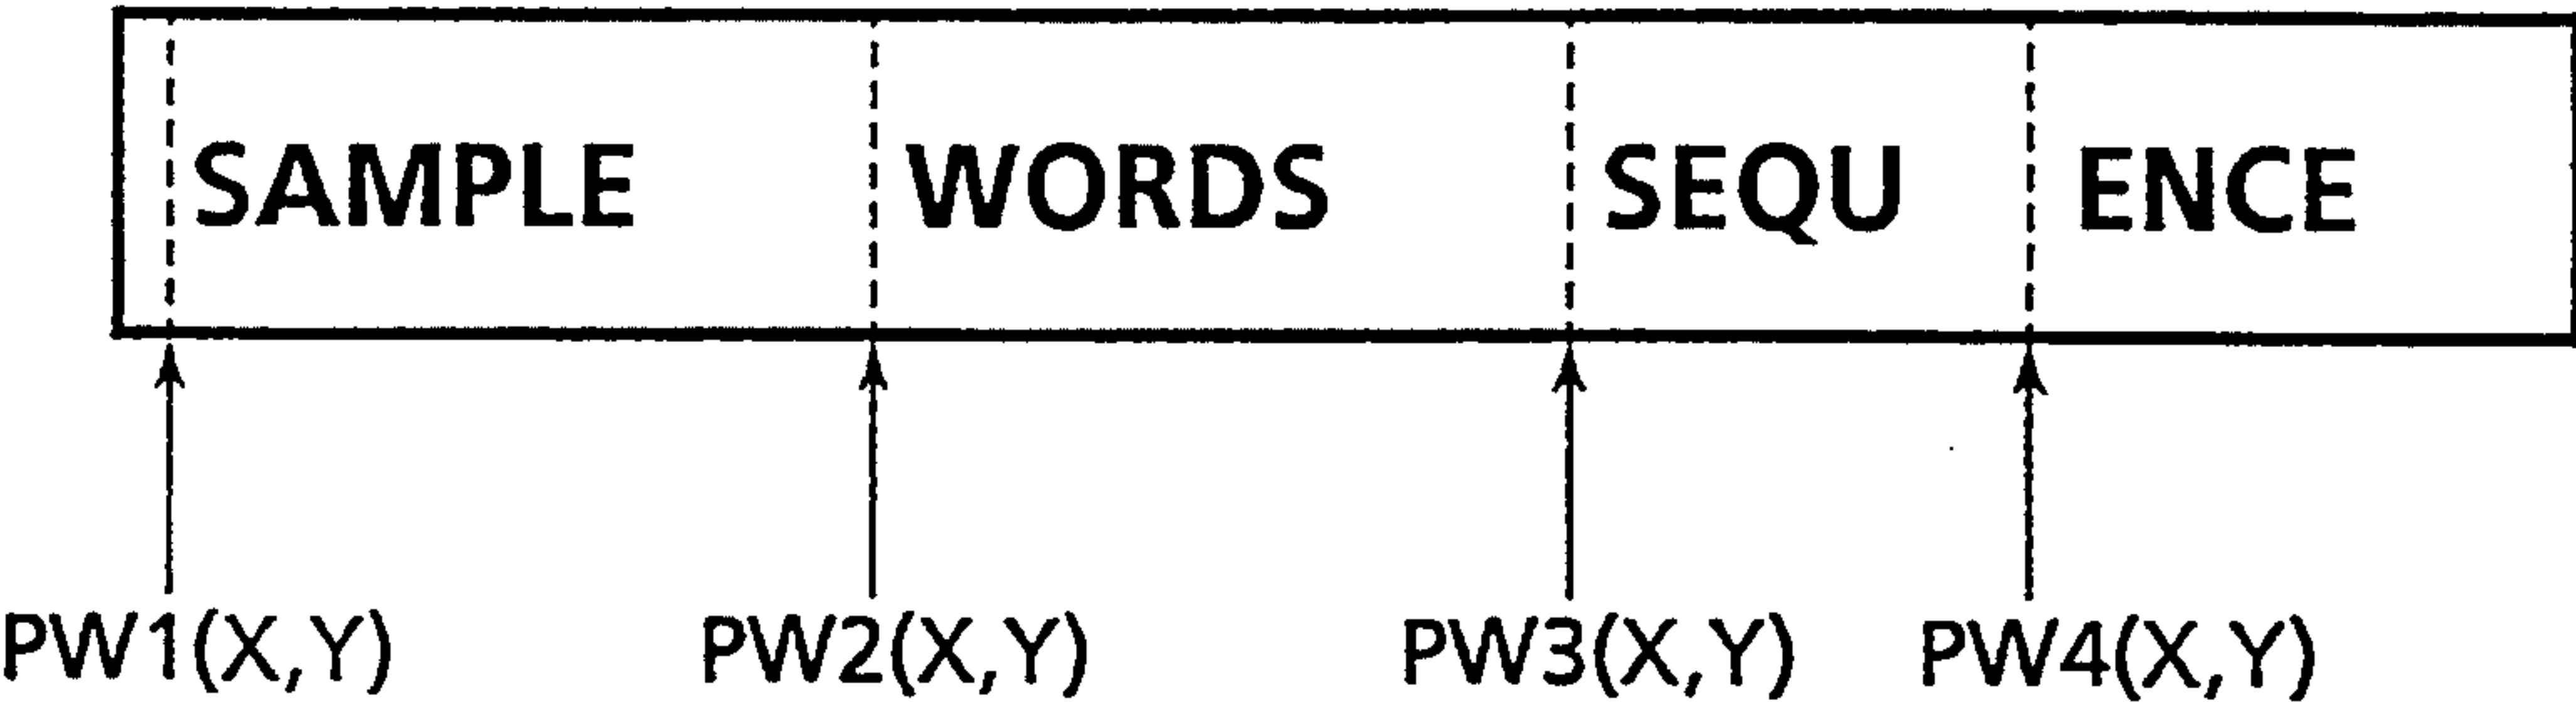 SAMPLE WORDS SEQU ENCE
PW1(X,Y) PW2(X,Y) PW3(X,Y) PW4(X,Y)